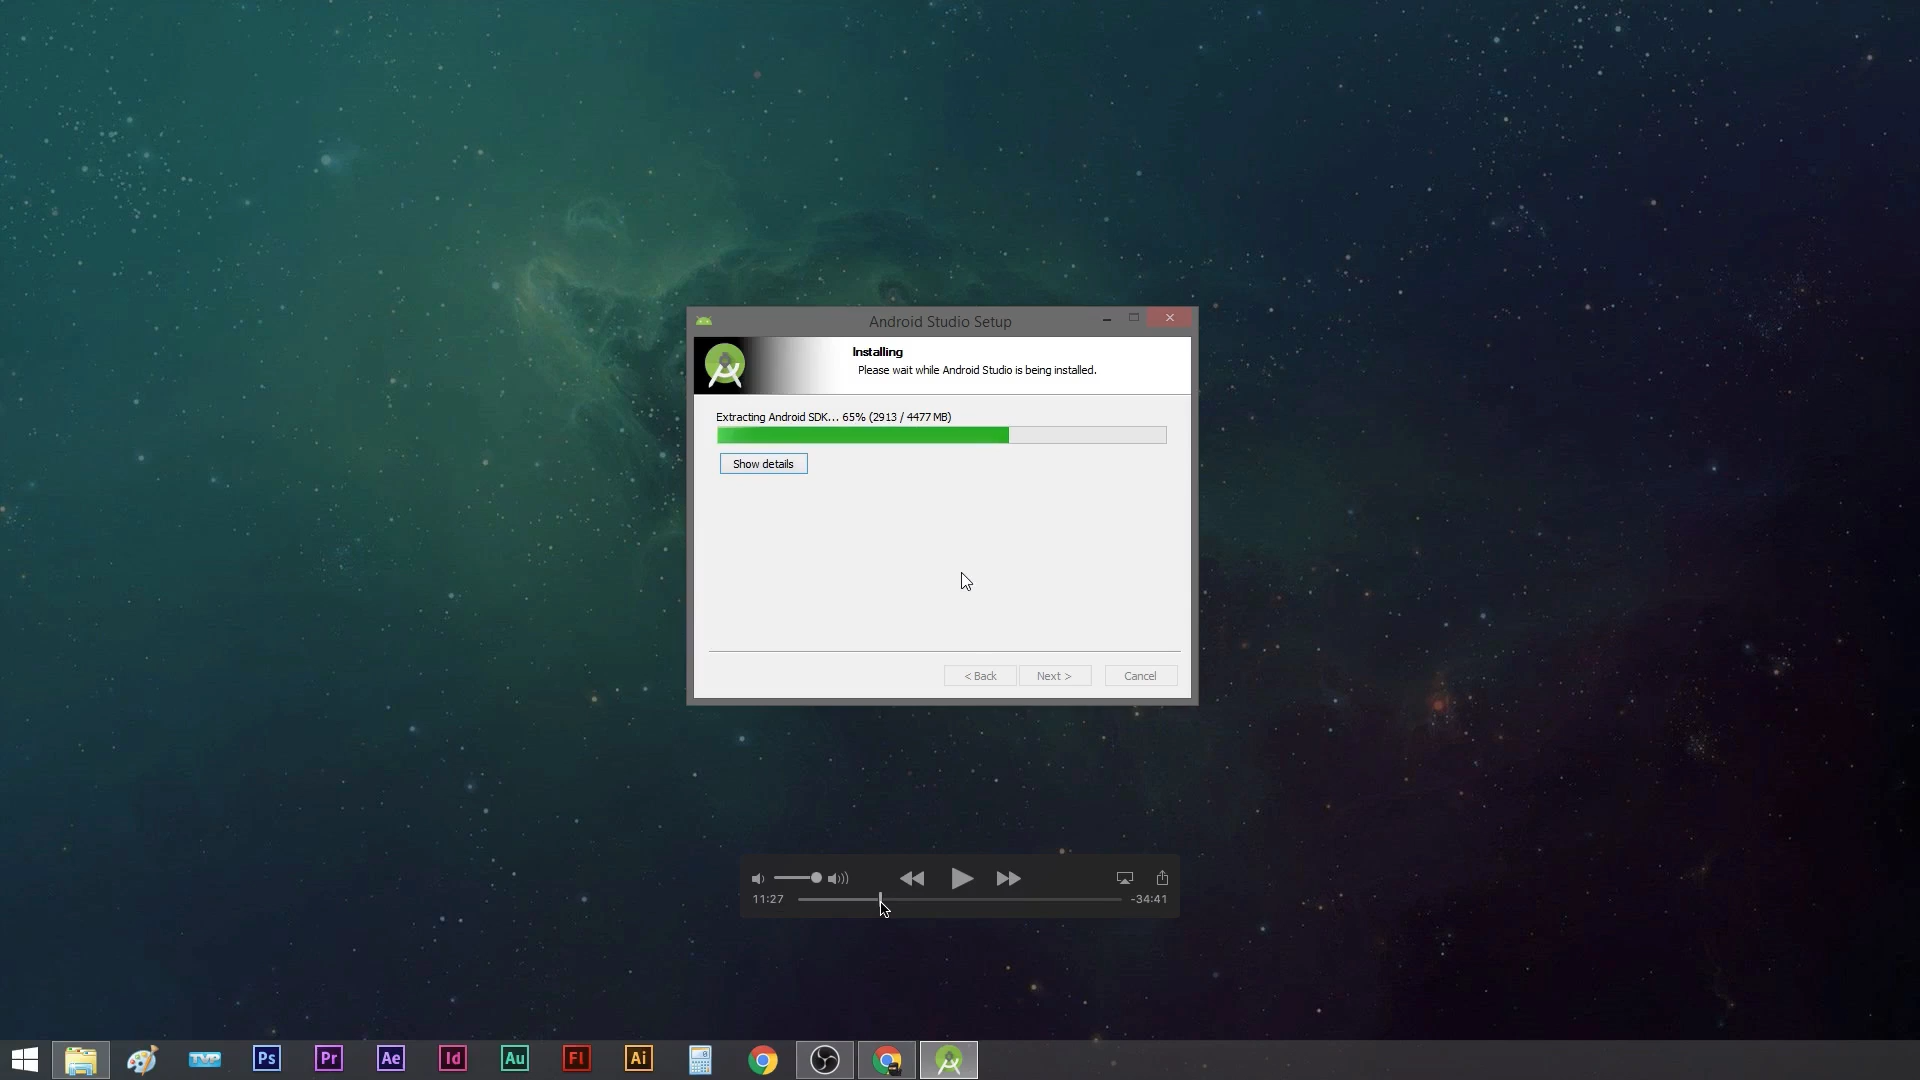 Android Studio Setup
Installing
Please wait while Android Studio is being installed.
Extracting Android SDK... 65% (2913 / 4477 MB)
Show details
< Back
Next >
Cancel
11:27
-34:41
TVP
Ps
Pr
Ae
Id
Au
Fl
Ai